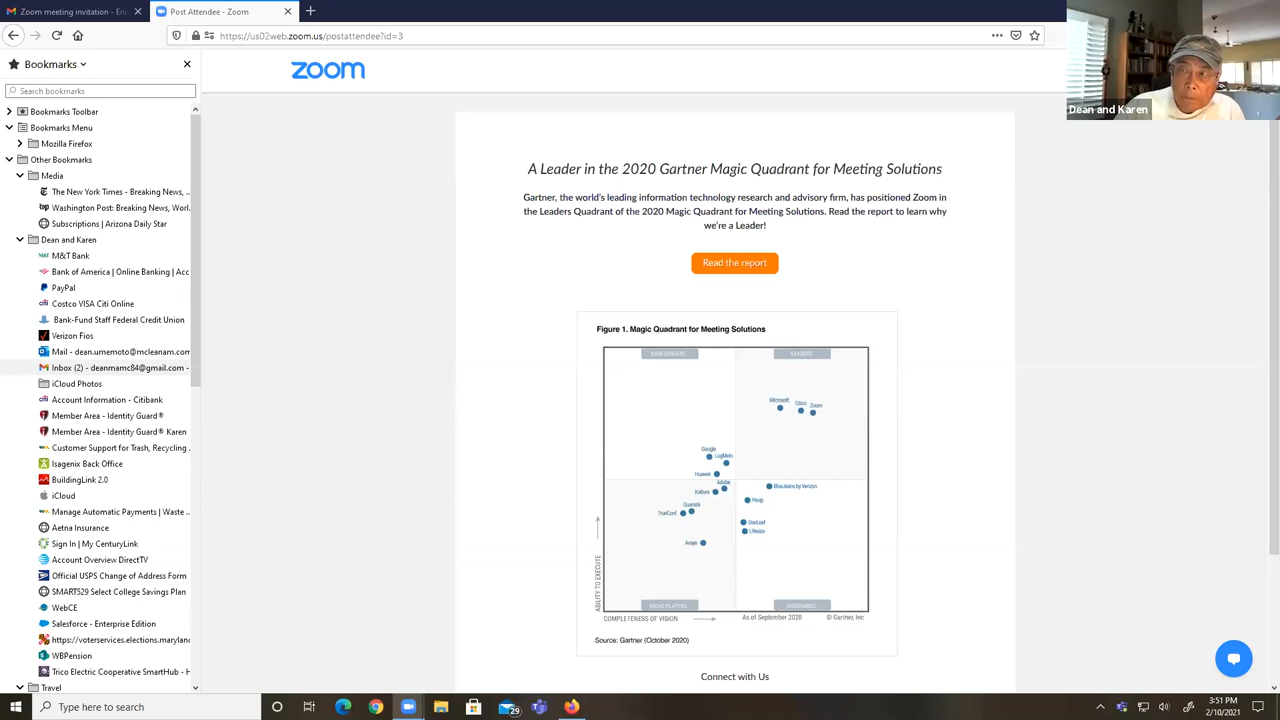 Zoom meeting invitation - En
Post Attendee - Zoom
https://us02web.zoom.us/postattendee?id=3
Bookmarks
Search bookmarks
Bookmarks Toolbar
Bookmarks Menu
Mozilla Firefox
Other Bookmarks
Media
The New York Times - Breaking News, ...
Washington Post: Breaking News, Worl...
Subscriptions | Arizona Daily Star
Dean and Karen
M&T Bank
Bank of America | Online Banking | Acc
PayPal
Costco VISA Citi Online
Bank-Fund Staff Federal Credit Union
Verizon Fios
Mail - dean.umemoto@mcleanam.com
Inbox (2) - deanmamc84@gmail.com -
iCloud Photos
Account Information - Citibank
Member Area - Identity Guard®
Member Area - Identity Guard® Karen
Customer Support for Trash, Recycling ...
Isagenix Back Office
BuildingLink 2.0
iCloud
Manage Automatic Payments | Waste ...
Aetna Insurance
Sign In | My CenturyLink
Account Overview DirectTV
Official USPS Change of Address Form
SMART529 Select College Savings Plan
WebCE
Salesforce - Enterprise Edition
https://voterservices.elections.maryland
WBPension
Trico Electric Cooperative SmartHub - H
Travel
zoom
A Leader in the 2020 Gartner Magic Quadrant for Meeting Solutions
Gartner, the world's leading information technology research and advisory firm, has positioned Zoom in
the Leaders Quadrant of the 2020 Magic Quadrant for Meeting Solutions. Read the report to learn why
we're a Leader!
Read the report
Figure 1. Magic Quadrant for Meeting Solutions
CHALLENGERS
LEADERS
Microsoft
Cisco
Zoom
Google
LogMeIn
Huawei
Adobe
Kaltura
BlueJeans by Verizon
Pexip
Quanshi
TrueConf
StarLeaf
Lifesize
Avaya
ABILITY TO EXECUTE
NICHE PLAYERS
VISIONARIES
COMPLETENESS OF VISION
As of September 2020
© Gartner, Inc
Source: Gartner (October 2020)
Connect with Us
Dean and Karen
Type here to search
29
3:51 PM
2/10/2021